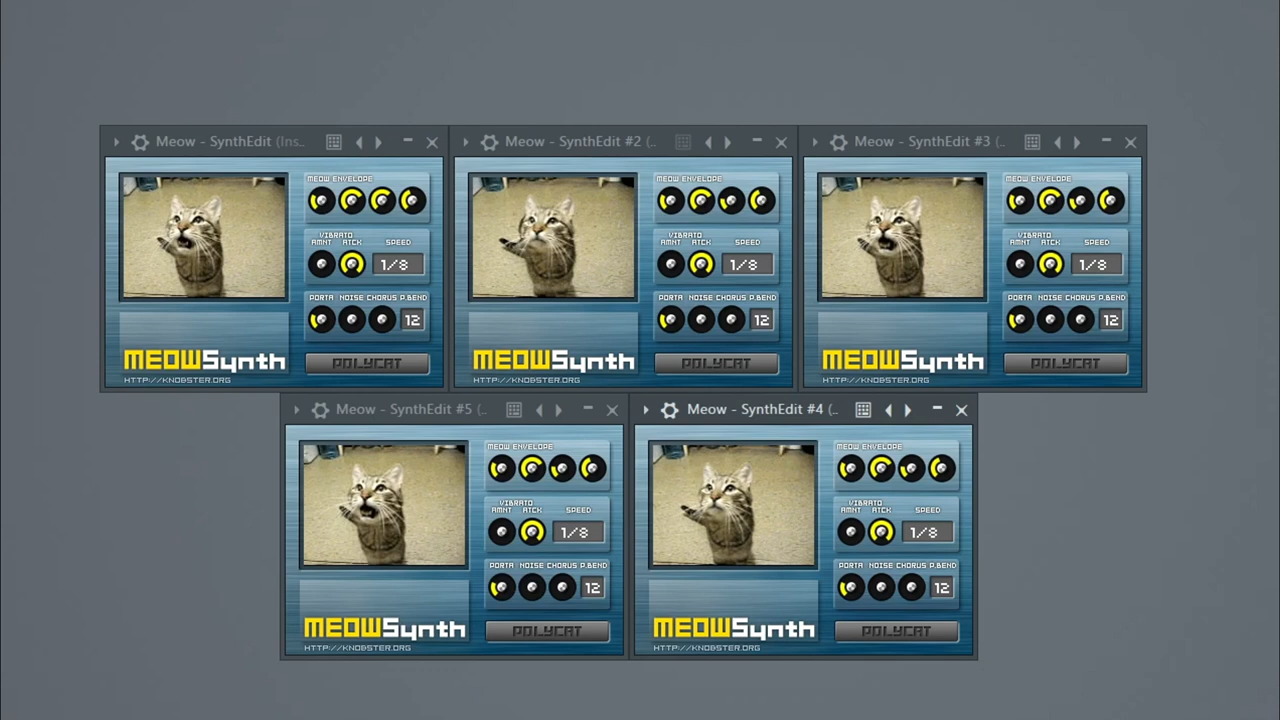 Meow - SynthEdit (Ins..
MEOW ENVELOPE
VIBRATO
AMNT ATCK SPEED
1/8
PORTA NOISE CHORUS P.BEND
12
MEOWSynth
POLYCAT
HTTP://KNOBSTER.ORG
Meow - SynthEdit #2 (..
MEOW ENVELOPE
VIBRATO
AMNT ATCK SPEED
1/8
PORTA NOISE CHORUS P.BEND
12
MEOWSynth
POLYCAT
HTTP://KNOBSTER.ORG
Meow - SynthEdit #3 (..
MEOW ENVELOPE
VIBRATO
AMNT ATCK SPEED
1/8
PORTA NOISE CHORUS P.BEND
12
MEOWSynth
POLYCAT
HTTP://KNOBSTER.ORG
Meow - SynthEdit #5 (..
MEOW ENVELOPE
VIBRATO
AMNT ATCK SPEED
1/8
PORTA NOISE CHORUS P.BEND
12
MEOWSynth
POLYCAT
HTTP://KNOBSTER.ORG
Meow - SynthEdit #4 (..
MEOW ENVELOPE
VIBRATO
AMNT ATCK SPEED
1/8
PORTA NOISE CHORUS P.BEND
12
MEOWSynth
POLYCAT
HTTP://KNOBSTER.ORG